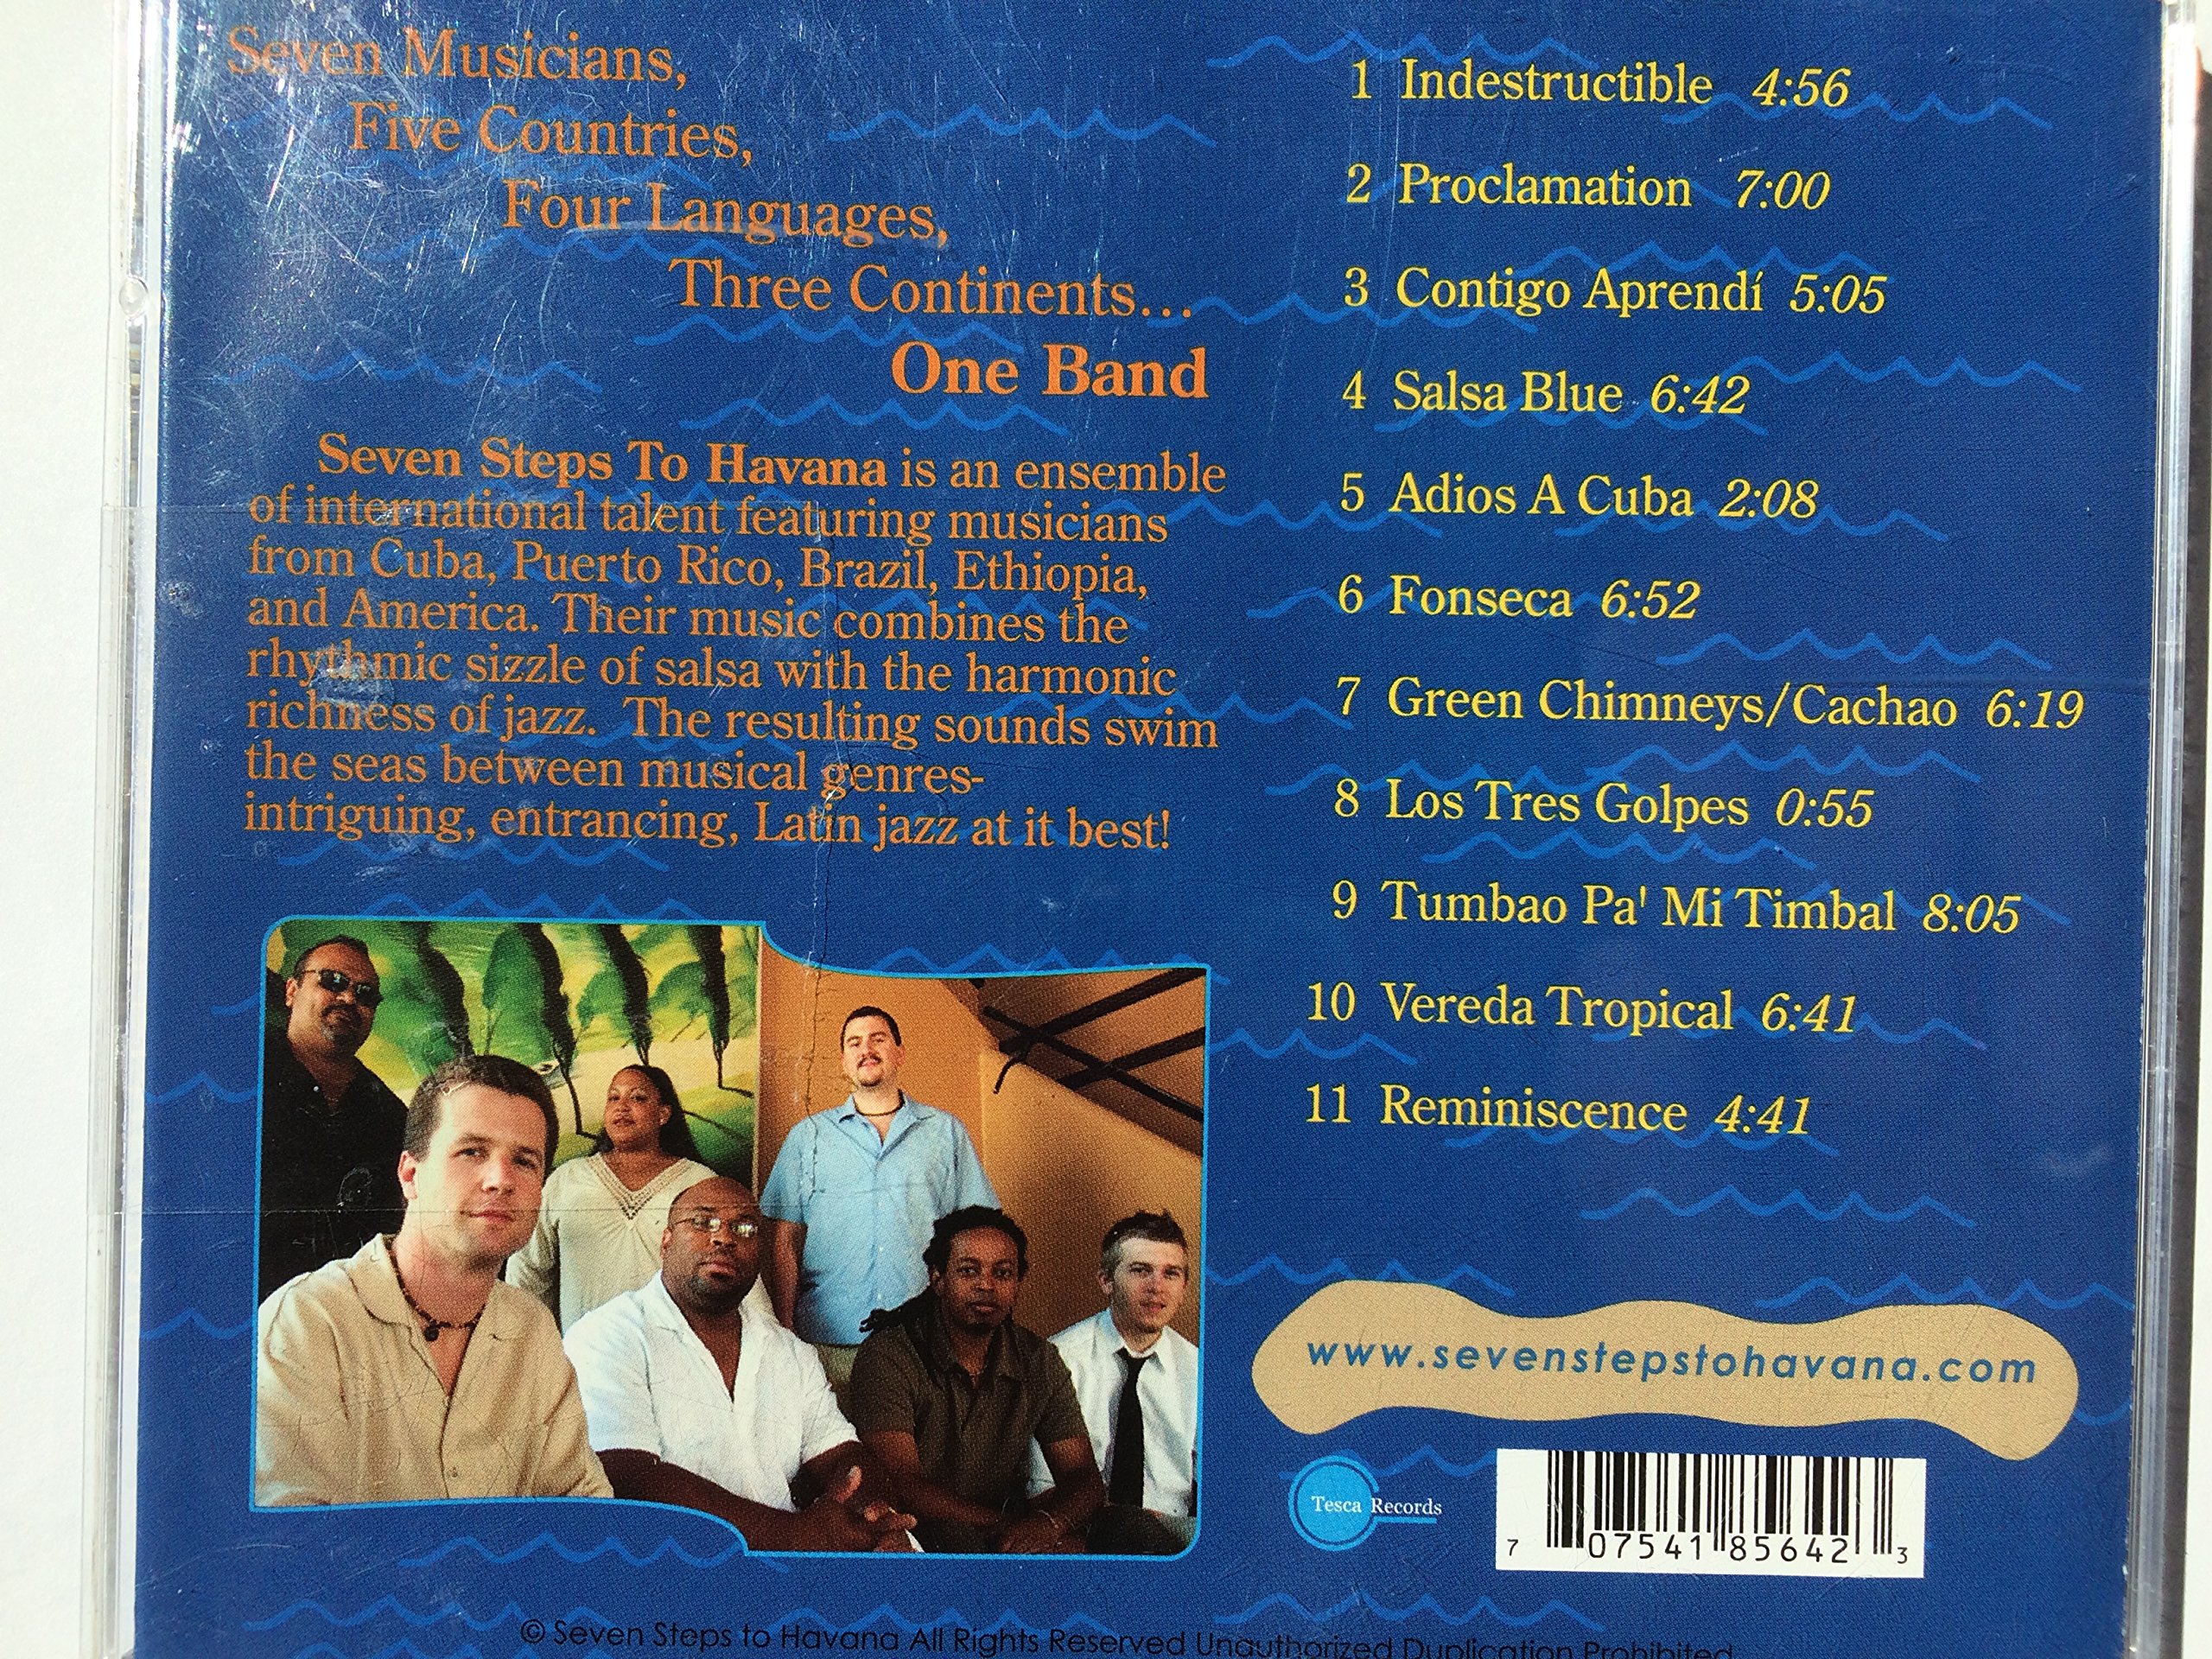 Seven Musicians,
Five Countries,
Four Languages,
Three Continents...
One Band
Seven Steps To Havana is an ensemble
of international talent featuring musicians
from Cuba, Puerto Rico, Brazil, Ethiopia,
and America. Their music combines the
rhythmic sizzle of salsa with the harmonic
richness of jazz. The resulting sounds swim
the seas between musical genres-
intriguing, entrancing, Latin jazz at it best!
1 Indestructible 4:56
2 Proclamation 7:00
3 Contigo Aprendí 5:05
4 Salsa Blue 6:42
5 Adios A Cuba 2:08
6 Fonseca 6:52
7 Green Chimneys/Cachao 6:19
8 Los Tres Golpes 0:55
9 Tumbao Pa' Mi Timbal 8:05
10 Vereda Tropical 6:41
11 Reminiscence 4:41
www.sevenstepstohavana.com
Tesca Records
7 07541 85642 3
© Seven Steps to Havana All Rights Reserved Unauthorized Duplication Prohibited